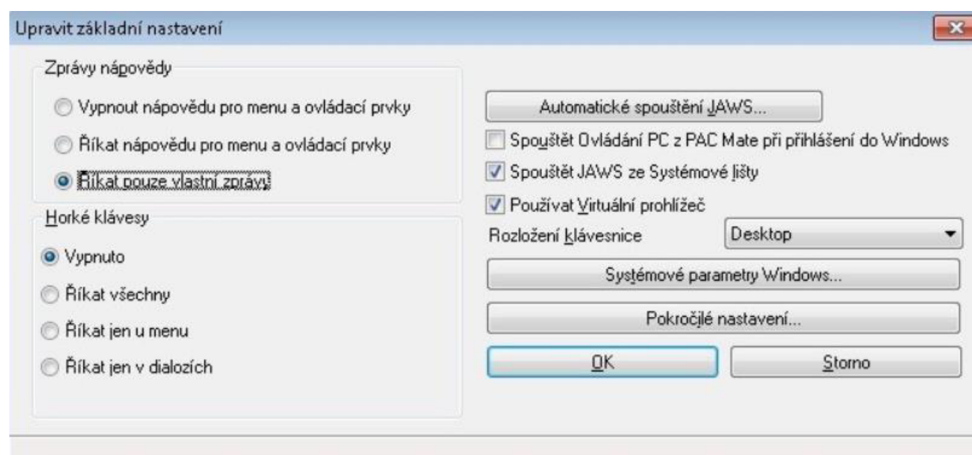 Upravit základní nastavení
Zprávy nápovědy
Vypnout nápovědu pro menu a ovládací prvky
Říkat nápovědu pro menu a ovládací prvky
Říkat pouze vlastní zprávy
Horké klávesy
Vypnuto
Říkat všechny
Říkat jen u menu
Říkat jen v dialozích
Automatické spouštění JAWS...
Spouštět Ovládání PC z PAC Mate při přihlášení do Windows
Spouštět JAWS ze Systémové lišty
Používat Virtuální prohlížeč
Rozložení klávesnice Desktop
Systémové parametry Windows...
Pokročilé nastavení...
OK Storno